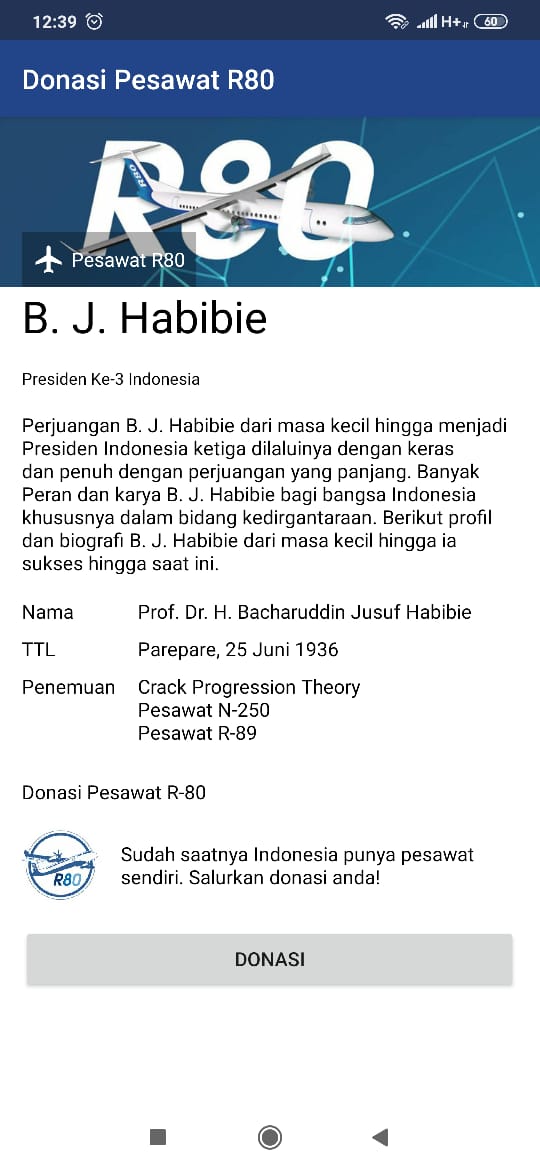 12:39
H+
60
Donasi Pesawat R80
R80
R80
Pesawat R80
B. J. Habibie
Presiden Ke-3 Indonesia
Perjuangan B. J. Habibie dari masa kecil hingga menjadi
Presiden Indonesia ketiga dilaluinya dengan keras
dan penuh dengan perjuangan yang panjang. Banyak
Peran dan karya B. J. Habibie bagi bangsa Indonesia
khususnya dalam bidang kedirgantaraan. Berikut profil
dan biografi B. J. Habibie dari masa kecil hingga ia
sukses hingga saat ini.
Nama Prof. Dr. H. Bacharuddin Jusuf Habibie
TTL Parepare, 25 Juni 1936
Penemuan Crack Progression Theory
Pesawat N-250
Pesawat R-89
Donasi Pesawat R-80
R80
Sudah saatnya Indonesia punya pesawat
sendiri. Salurkan donasi anda!
DONASI